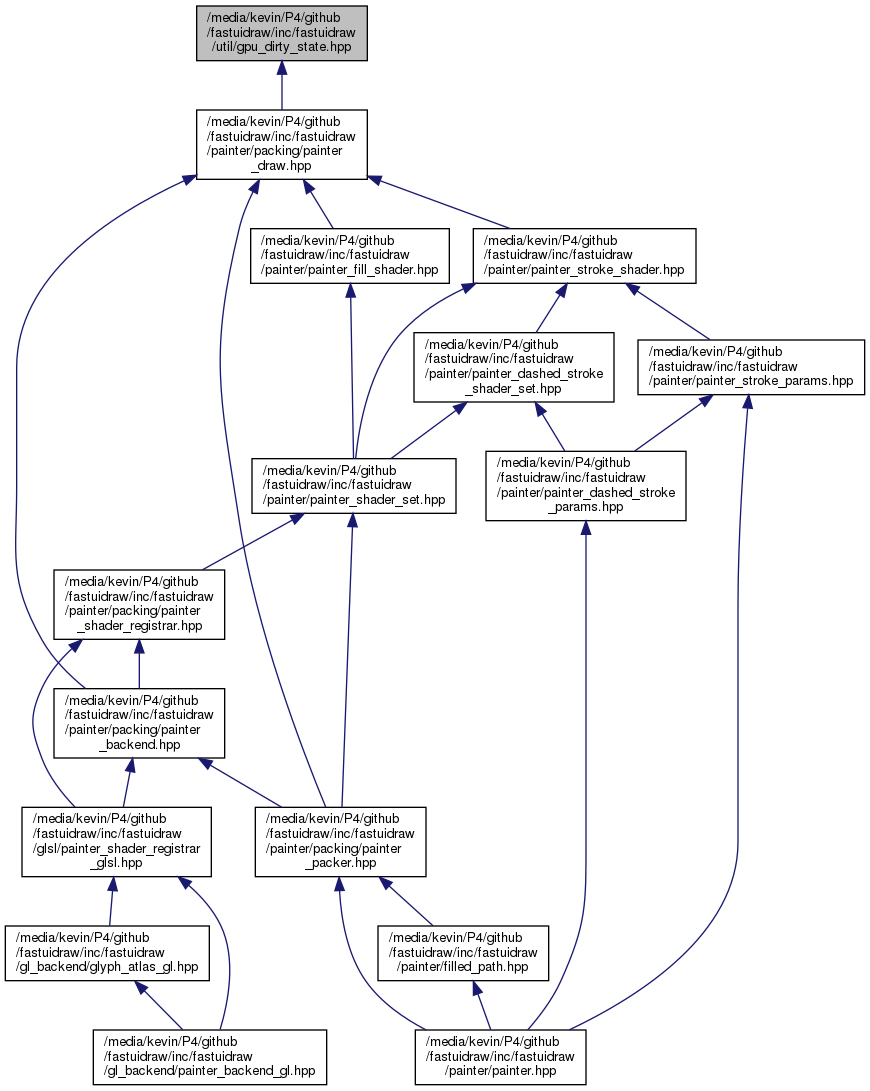 /media/kevin/P4/github
/fastuidraw/inc/fastuidraw
/util/gpu_dirty_state.hpp
/media/kevin/P4/github
/fastuidraw/inc/fastuidraw
/painter/packing/painter
_draw.hpp
/media/kevin/P4/github
/fastuidraw/inc/fastuidraw
/painter/painter_fill_shader.hpp
/media/kevin/P4/github
/fastuidraw/inc/fastuidraw
/painter/painter_stroke_shader.hpp
/media/kevin/P4/github
/fastuidraw/inc/fastuidraw
/painter/painter_dashed_stroke
_shader_set.hpp
/media/kevin/P4/github
/fastuidraw/inc/fastuidraw
/painter/painter_stroke_params.hpp
/media/kevin/P4/github
/fastuidraw/inc/fastuidraw
/painter/painter_shader_set.hpp
/media/kevin/P4/github
/fastuidraw/inc/fastuidraw
/painter/painter_dashed_stroke
_params.hpp
/media/kevin/P4/github
/fastuidraw/inc/fastuidraw
/painter/packing/painter
_shader_registrar.hpp
/media/kevin/P4/github
/fastuidraw/inc/fastuidraw
/painter/packing/painter
_backend.hpp
/media/kevin/P4/github
/fastuidraw/inc/fastuidraw
/glsl/painter_shader_registrar
_glsl.hpp
/media/kevin/P4/github
/fastuidraw/inc/fastuidraw
/painter/packing/painter
_packer.hpp
/media/kevin/P4/github
/fastuidraw/inc/fastuidraw
/gl_backend/glyph_atlas_gl.hpp
/media/kevin/P4/github
/fastuidraw/inc/fastuidraw
/painter/filled_path.hpp
/media/kevin/P4/github
/fastuidraw/inc/fastuidraw
/gl_backend/painter_backend_gl.hpp
/media/kevin/P4/github
/fastuidraw/inc/fastuidraw
/painter/painter.hpp